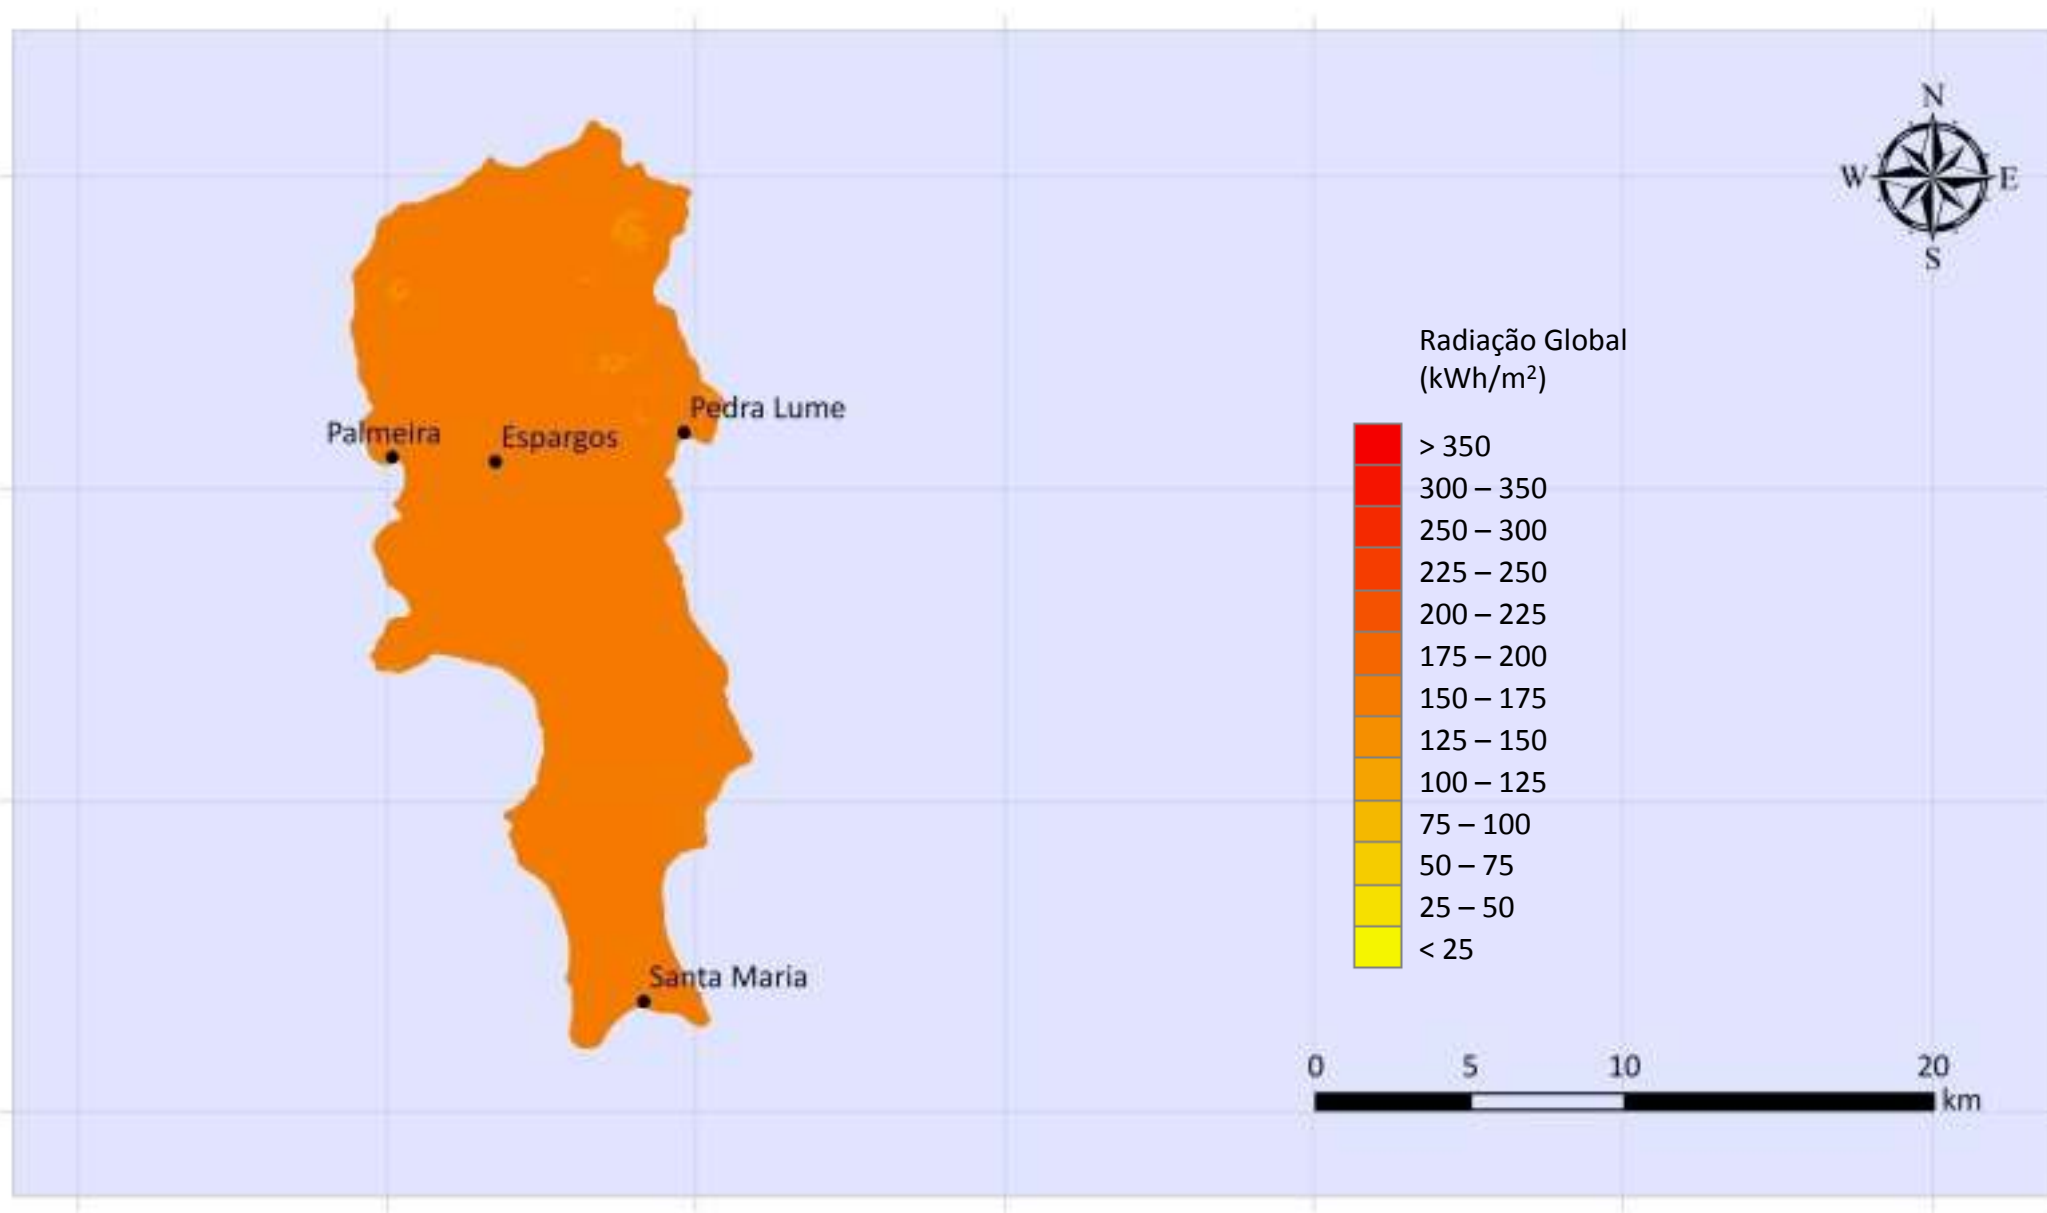 N
W
E
S
Radiação Global
(kWh/m²)
Pedra Lume
Palmeira
Espargos
> 350
300 – 350
250 – 300
225 – 250
200 – 225
175 – 200
150 – 175
125 – 150
100 – 125
75 – 100
50 – 75
25 – 50
< 25
Santa Maria
0 5 10 20
km